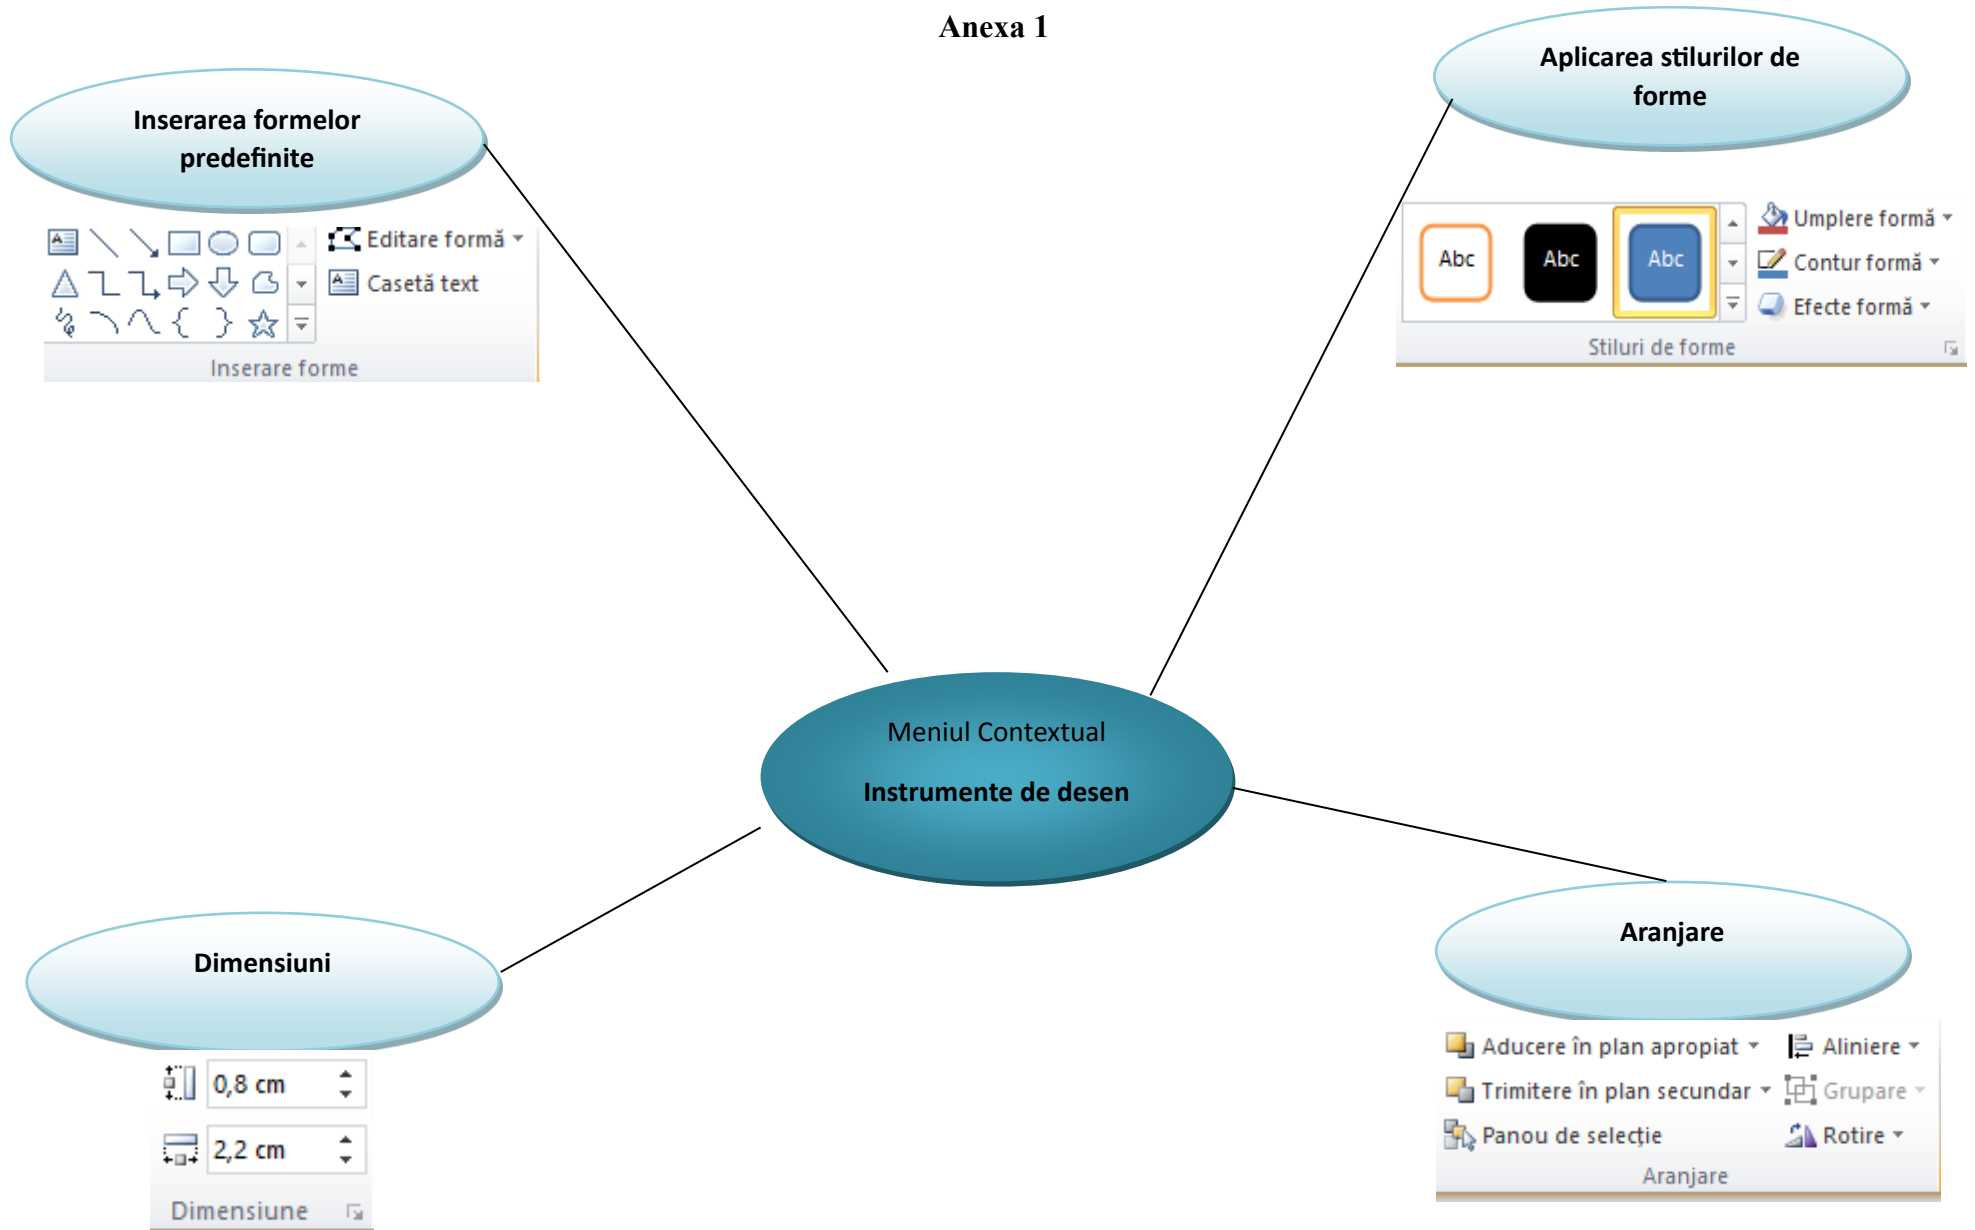 Anexa 1
Inserarea formelor
predefinite
Editare formă
Casetă text
Inserare forme
Aplicarea stilurilor de
forme
Abc
Abc
Abc
Umplere formă
Contur formă
Efecte formă
Stiluri de forme
Meniul Contextual
Instrumente de desen
Dimensiuni
0,8 cm
2,2 cm
Dimensiune
Aranjare
Aducere în plan apropiat
Aliniere
Trimitere în plan secundar
Grupare
Panou de selecție
Rotire
Aranjare